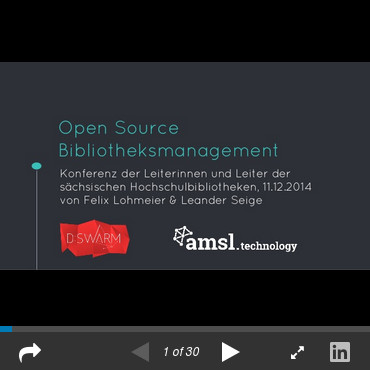 Open Source
Bibliotheksmanagement
Konferenz der Leiterinnen und Leiter der
sächsischen Hochschulbibliotheken, 11.12.2014
von Felix Lohmeier & Leander Seige
D:SWARM
amsl.technology
1 of 30
in